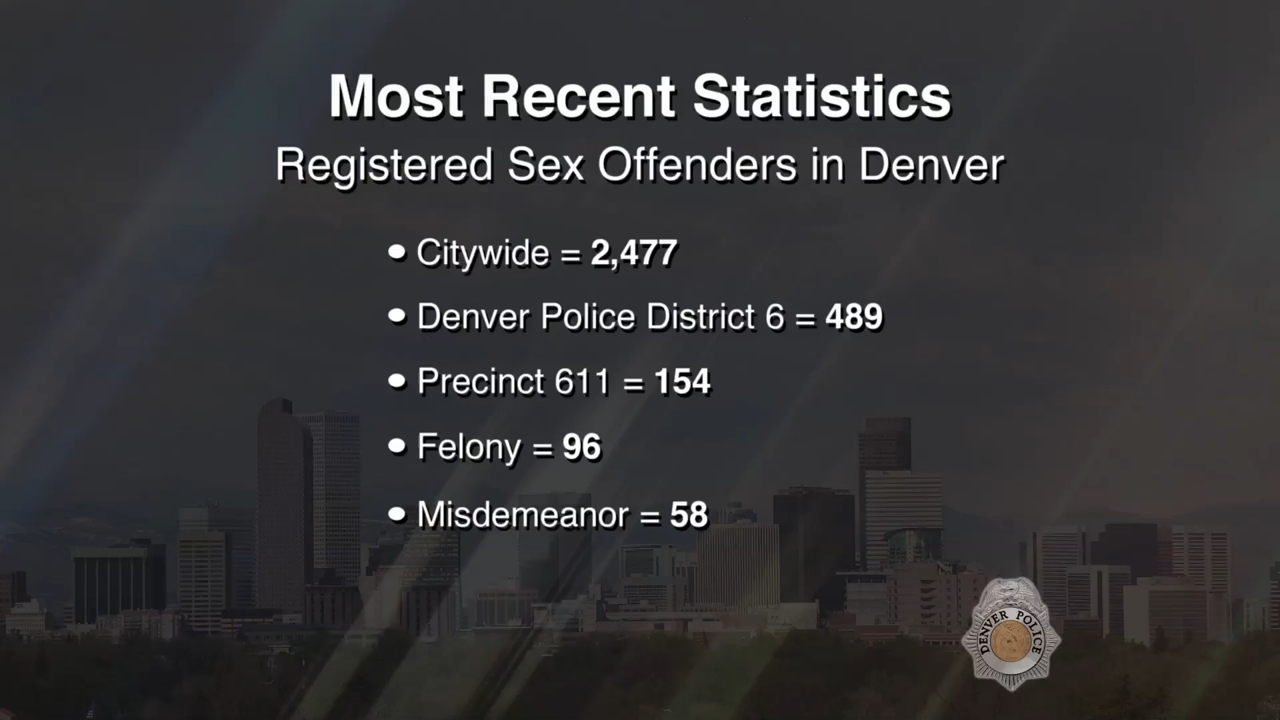 Most Recent Statistics
Registered Sex Offenders in Denver
• Citywide = 2,477
• Denver Police District 6 = 489
• Precinct 611 = 154
• Felony = 96
• Misdemeanor = 58
DENVER POLICE